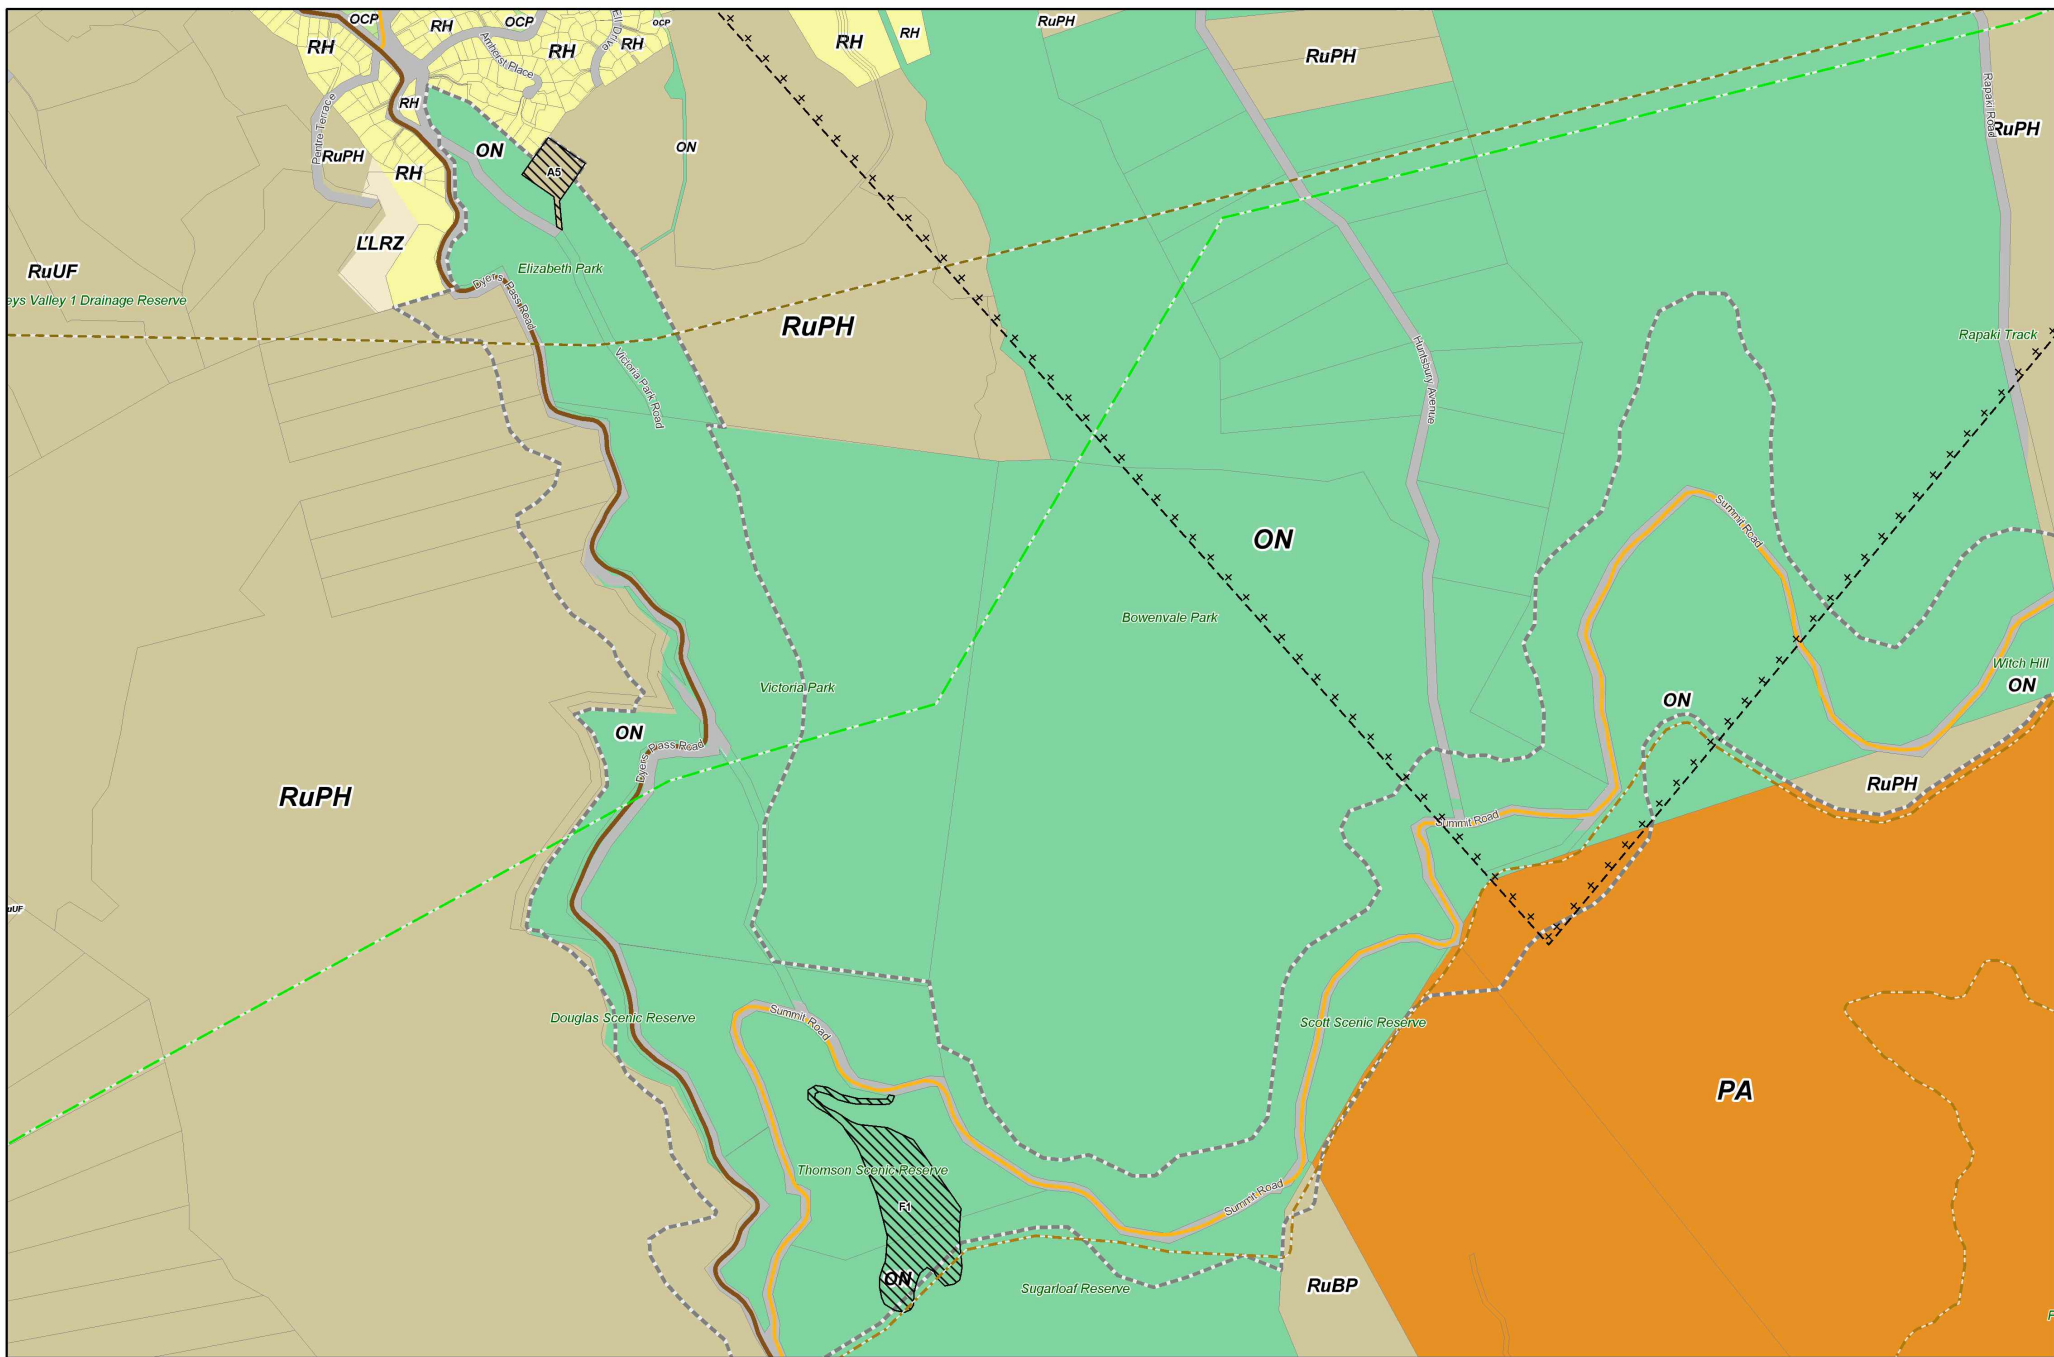 OCP
RH
OCP
RH
RH
RH
OCP
RuPH
RH
RH
RuPH
Amherst Place
RH
Pentre Terrace
RuPH
RH
ON
A5
ON
Rapaki Road
RuPH
RuUF
eys Valley 1 Drainage Reserve
Elizabeth Park
Dyers Pass Road
RuPH
Victoria Park Road
Huntsbury Avenue
Rapaki Track
Summit Road
ON
Bowenvale Park
Victoria Park
ON
Dyers Pass Road
ON
Witch Hill
ON
RuPH
RuPH
Summit Road
uUF
Douglas Scenic Reserve
Summit Road
Scott Scenic Reserve
PA
Thomson Scenic Reserve
F1
Summit Road
ON
Sugarloaf Reserve
RuBP